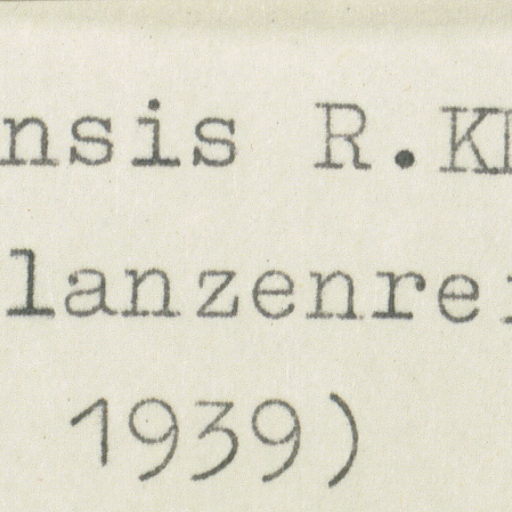 nsis R.K
lanzenre
1939)